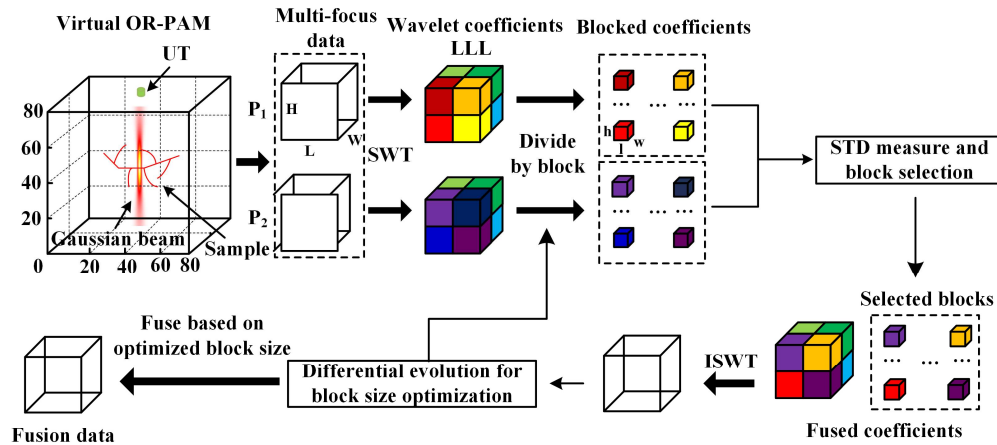 Virtual OR-PAM
UT
80
60
40
20
0
20
40
60
80
Gaussian beam
Sample
Multi-focus
data
P1
H
L
W
P2
SWT
Wavelet coefficients
LLL
Divide
by block
Blocked coefficients
... ...
h
l
w
... ...
STD measure and
block selection
Selected blocks
... ...
...
Fused coefficients
ISWT
Differential evolution for
block size optimization
Fuse based on
optimized block size
Fusion data